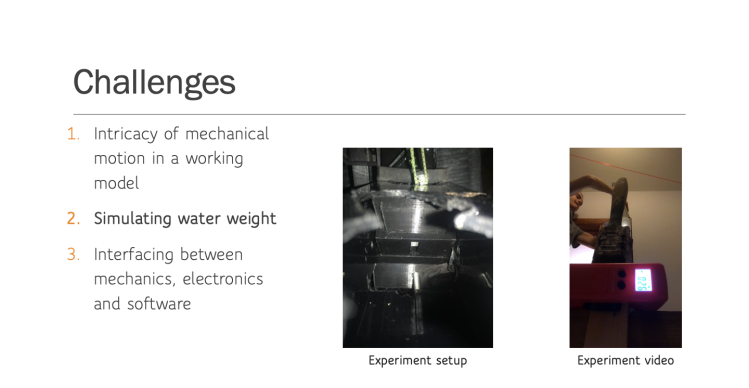 Challenges
1. Intricacy of mechanical
motion in a working
model
2. Simulating water weight
3. Interfacing between
mechanics, electronics
and software
Experiment setup
Experiment video